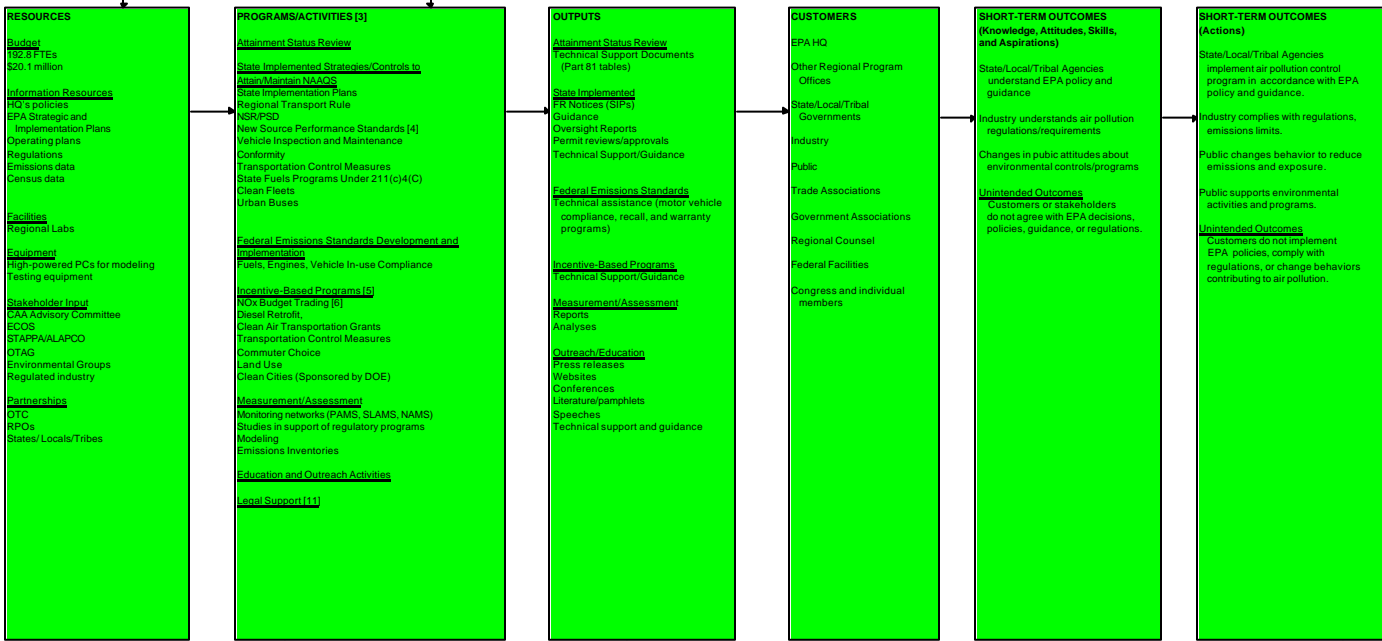 RESOURCES
Budget
192.8 FTEs
$20.1 million
Information Resources
HQ's policies
EPA Strategic and
Implementation Plans
Operating plans
Regulations
Emissions data
Census data
Facilities
Regional Labs
Equipment
High-powered PCs for modeling
Testing equipment
Stakeholder Input
CAA Advisory Committee
ECOS
STAPPA/ALAPCO
OTAG
Environmental Groups
Regulated industry
Partnerships
OTC
RPOs
States/ Locals/Tribes
PROGRAMS/ACTIVITIES [3]
Attainment Status Review
State Implemented Strategies/Controls to
Attain/Maintain NAAQS
State Implementation Plans
Regional Transport Rule
NSR/PSD
New Source Performance Standards [4]
Vehicle Inspection and Maintenance
Conformity
Transportation Control Measures
State Fuels Programs Under 211(c)4(C)
Clean Fleets
Urban Buses
Federal Emissions Standards Development and
Implementation
Fuels, Engines, Vehicle In-use Compliance
Incentive-Based Programs [5]
NOx Budget Trading [6]
Diesel Retrofit,
Clean Air Transportation Grants
Transportation Control Measures
Commuter Choice
Land Use
Clean Cities (Sponsored by DOE)
Measurement/Assessment
Monitoring networks (PAMS, SLAMS, NAMS)
Studies in support of regulatory programs
Modeling
Emissions Inventories
Education and Outreach Activities
Legal Support [11]
OUTPUTS
Attainment Status Review
Technical Support Documents
(Part 81 tables)
State Implemented
FR Notices (SIPs)
Guidance
Oversight Reports
Permit reviews/approvals
Technical Support/Guidance
Federal Emissions Standards
Technical assistance (motor vehicle
compliance, recall, and warranty
programs)
Incentive-Based Programs
Technical Support/Guidance
Measurement/Assessment
Reports
Analyses
Outreach/Education
Press releases
Websites
Conferences
Literature/pamphlets
Speeches
Technical support and guidance
CUSTOMERS
EPA HQ
Other Regional Program
Offices
State/Local/Tribal
Governments
Industry
Public
Trade Associations
Government Associations
Regional Counsel
Federal Facilities
Congress and individual
members
SHORT-TERM OUTCOMES
(Knowledge, Attitudes, Skills,
and Aspirations)
State/Local/Tribal Agencies
understand EPA policy and
guidance
Industry understands air pollution
regulations/requirements
Changes in pubic attitudes about
environmental controls/programs
Unintended Outcomes
Customers or stakeholders
do not agree with EPA decisions,
policies, guidance, or regulations.
SHORT-TERM OUTCOMES
(Actions)
State/Local/Tribal Agencies
implement air pollution control
program in accordance with EPA
policy and guidance.
Industry complies with regulations,
emissions limits.
Public changes behavior to reduce
emissions and exposure.
Public supports environmental
activities and programs.
Unintended Outcomes
Customers do not implement
EPA policies, comply with
regulations, or change behaviors
contributing to air pollution.